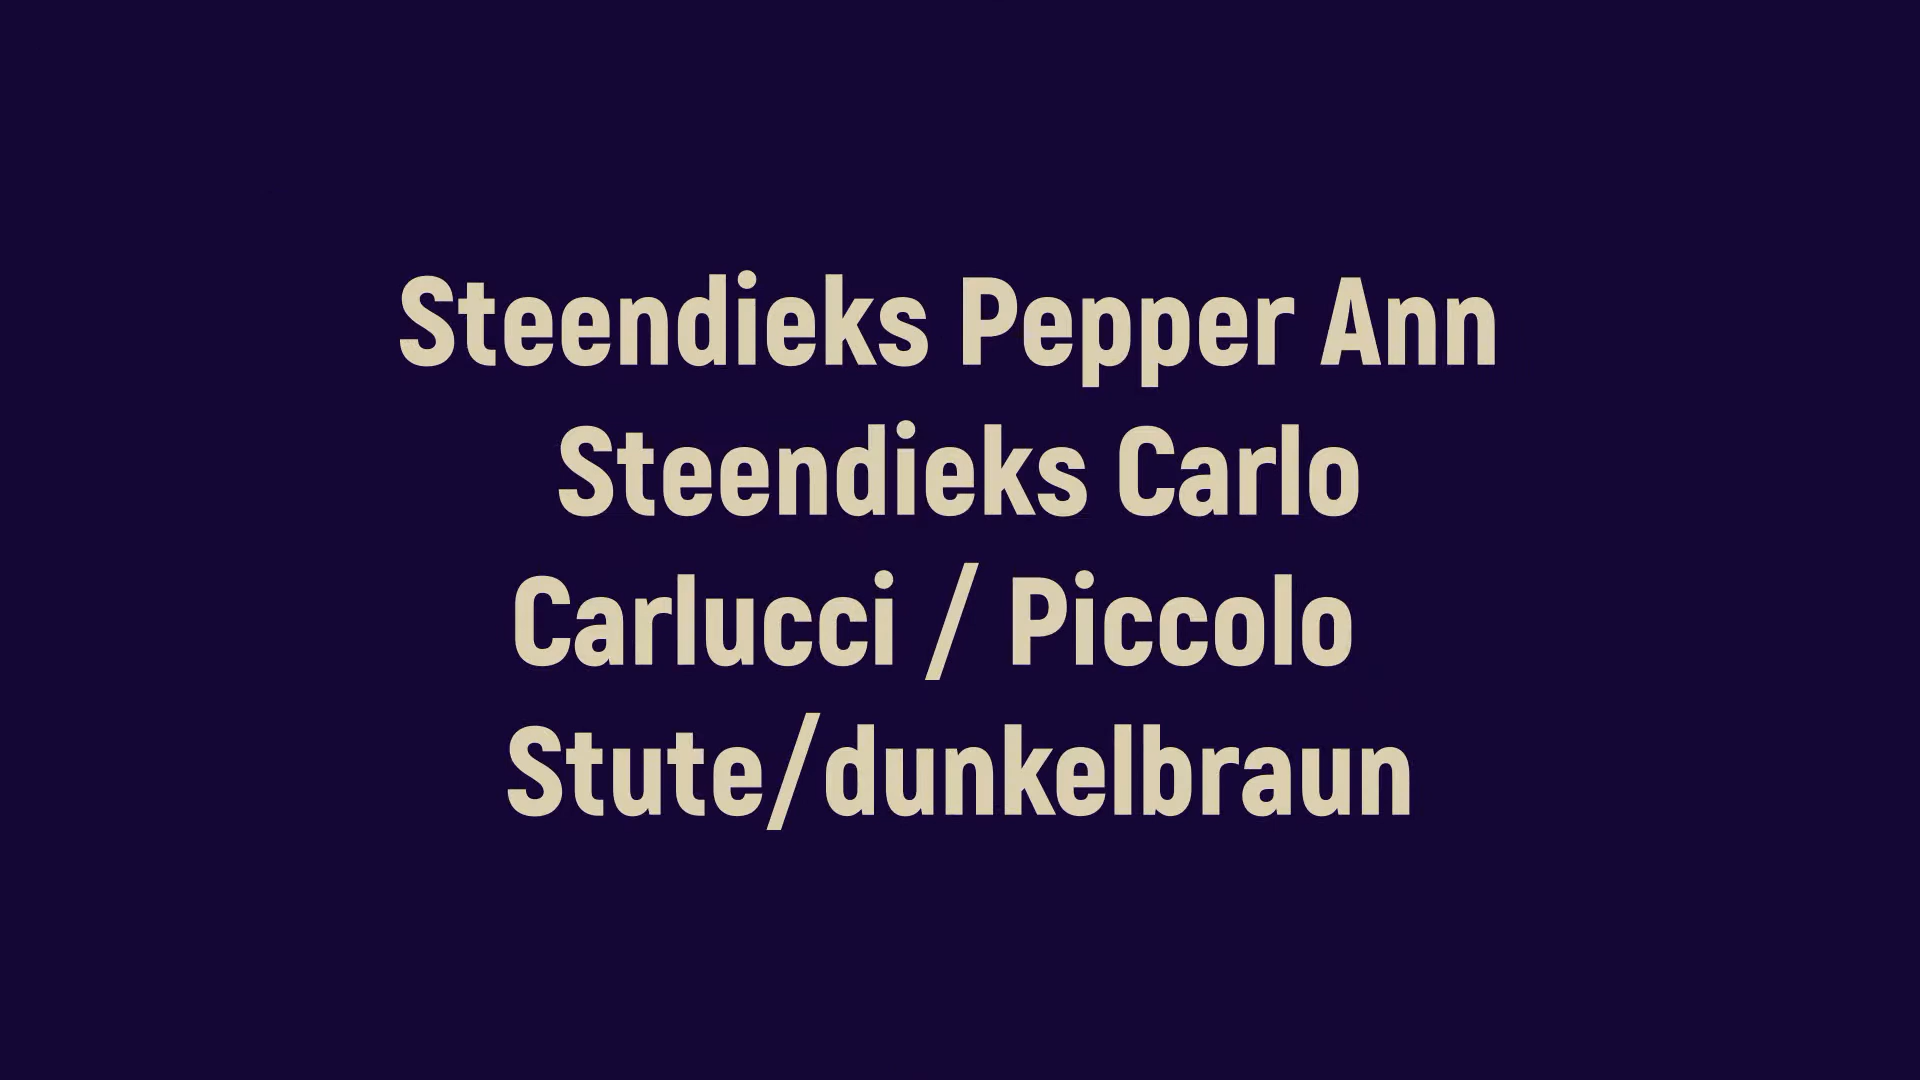 Steendieks Pepper Ann
Steendieks Carlo
Carlucci / Piccolo
Stute/dunkelbraun